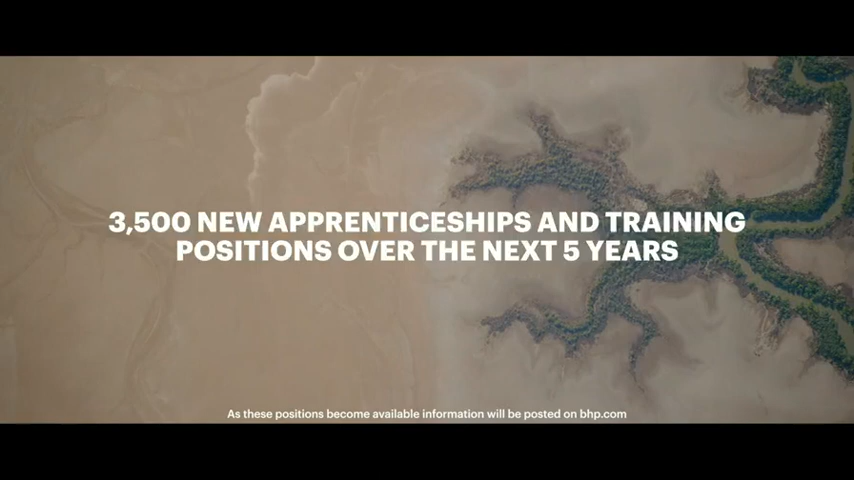 3,500 NEW APPRENTICESHIPS AND TRAINING
POSITIONS OVER THE NEXT 5 YEARS
As these positions become available information will be posted on bhp.com